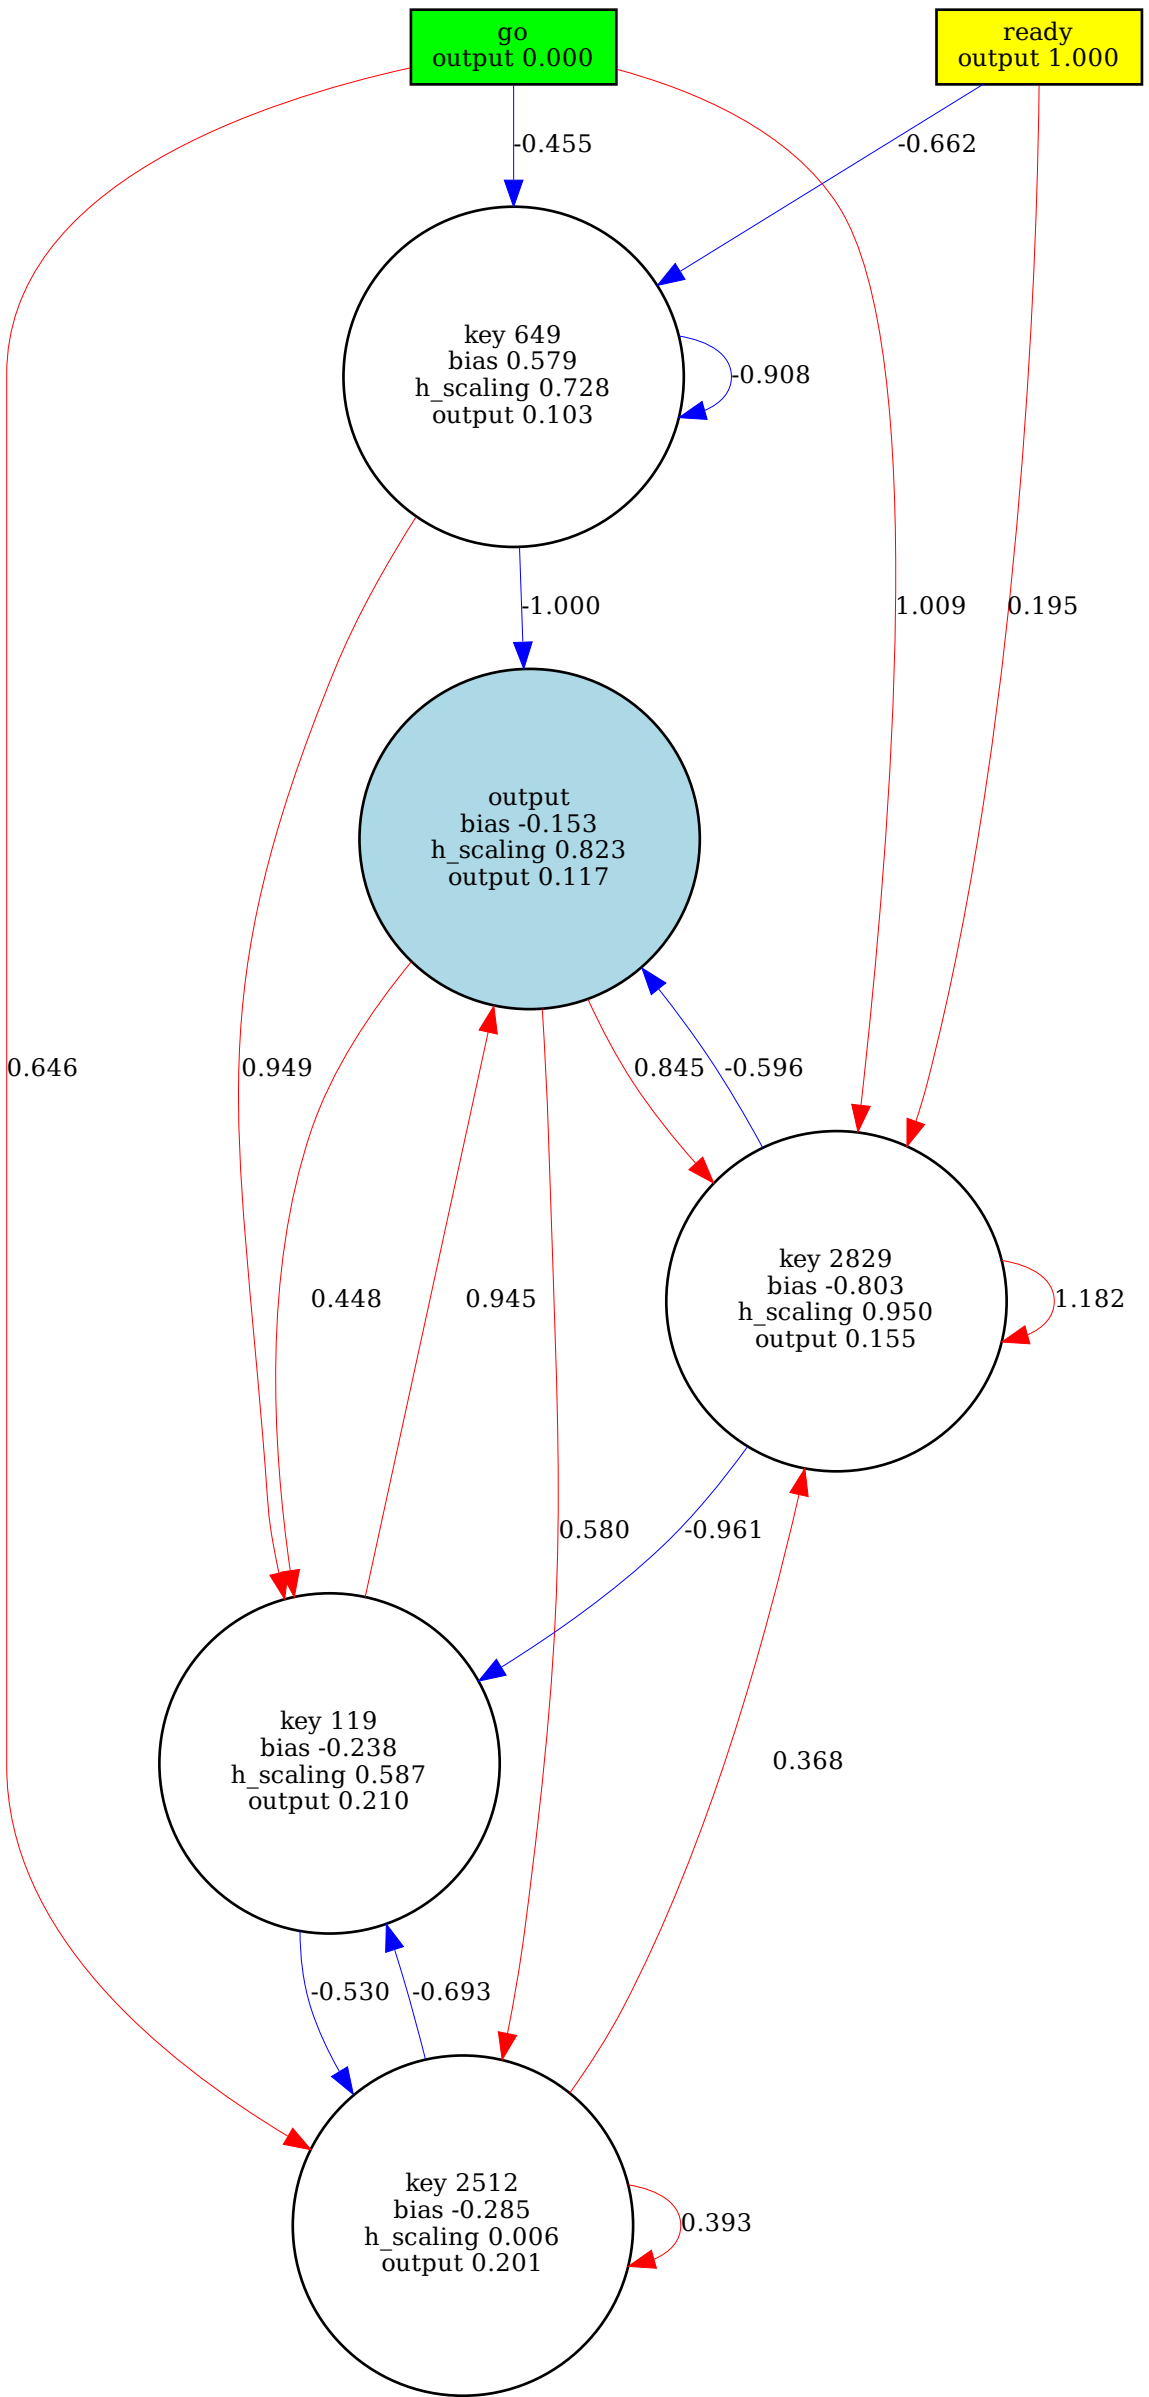 go
output 0.000
ready
output 1.000
-0.455
-0.662
key 649
bias 0.579
h_scaling 0.728
output 0.103
-0.908
-1.000
1.009
0.195
output
bias -0.153
h_scaling 0.823
output 0.117
0.646
0.949
0.845
-0.596
key 2829
bias -0.803
h_scaling 0.950
output 0.155
1.182
0.448
0.945
0.580
-0.961
key 119
bias -0.238
h_scaling 0.587
output 0.210
0.368
-0.530
-0.693
key 2512
bias -0.285
h_scaling 0.006
output 0.201
0.393